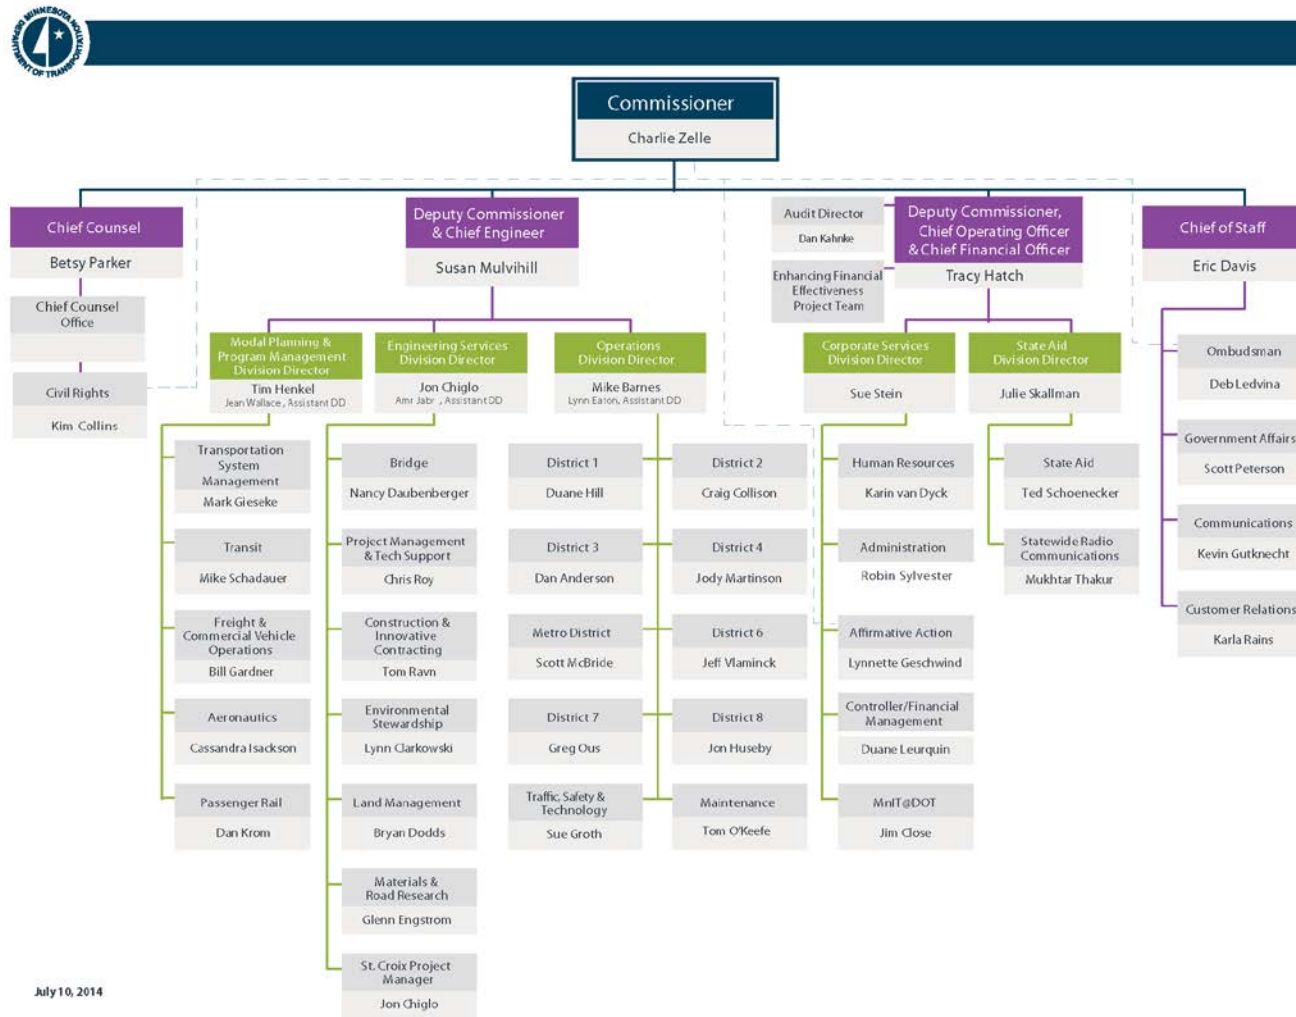 MINNESOTA
DEPARTMENT OF TRANSPORTATION
Commissioner
Charlie Zelle
Chief Counsel
Betsy Parker
Chief Counsel
Office
Civil Rights
Kim Collins
Deputy Commissioner
& Chief Engineer
Susan Mulvihill
Audit Director
Dan Kahnke
Enhancing Financial
Effectiveness
Project Team
Deputy Commissioner,
Chief Operating Officer
& Chief Financial Officer
Tracy Hatch
Chief of Staff
Eric Davis
Modal Planning &
Program Management
Division Director
Tim Henkel
Jean Wallace , Assistant DD
Engineering Services
Division Director
Jon Chiglo
Amr Jabr , Assistant DD
Operations
Division Director
Mike Barnes
Lynn Eaton, Assistant DD
Corporate Services
Division Director
Sue Stein
State Aid
Division Director
Julie Skallman
Transportation
System
Management
Mark Gieseke
Transit
Mike Schadauer
Freight &
Commercial Vehicle
Operations
Bill Gardner
Aeronautics
Cassandra Isackson
Passenger Rail
Dan Krom
Bridge
Nancy Daubenberger
Project Management
& Tech Support
Chris Roy
Construction &
Innovative
Contracting
Tom Ravn
Environmental
Stewardship
Lynn Clarkowski
Land Management
Bryan Dodds
Materials &
Road Research
Glenn Engstrom
St. Croix Project
Manager
Jon Chiglo
District 1
Duane Hill
District 2
Craig Collison
District 3
Dan Anderson
District 4
Jody Martinson
Metro District
Scott McBride
District 6
Jeff Vlaminck
District 7
Greg Ous
District 8
Jon Huseby
Traffic, Safety &
Technology
Sue Groth
Maintenance
Tom O'Keefe
Human Resources
Karin van Dyck
Administration
Robin Sylvester
Affirmative Action
Lynnette Geschwind
Controller/Financial
Management
Duane Leurquin
MnIT@DOT
Jim Close
State Aid
Ted Schoenecker
Statewide Radio
Communications
Mukhtar Thakur
Ombudsman
Deb Ledvina
Government Affairs
Scott Peterson
Communications
Kevin Gutknecht
Customer Relations
Karla Rains
July 10, 2014